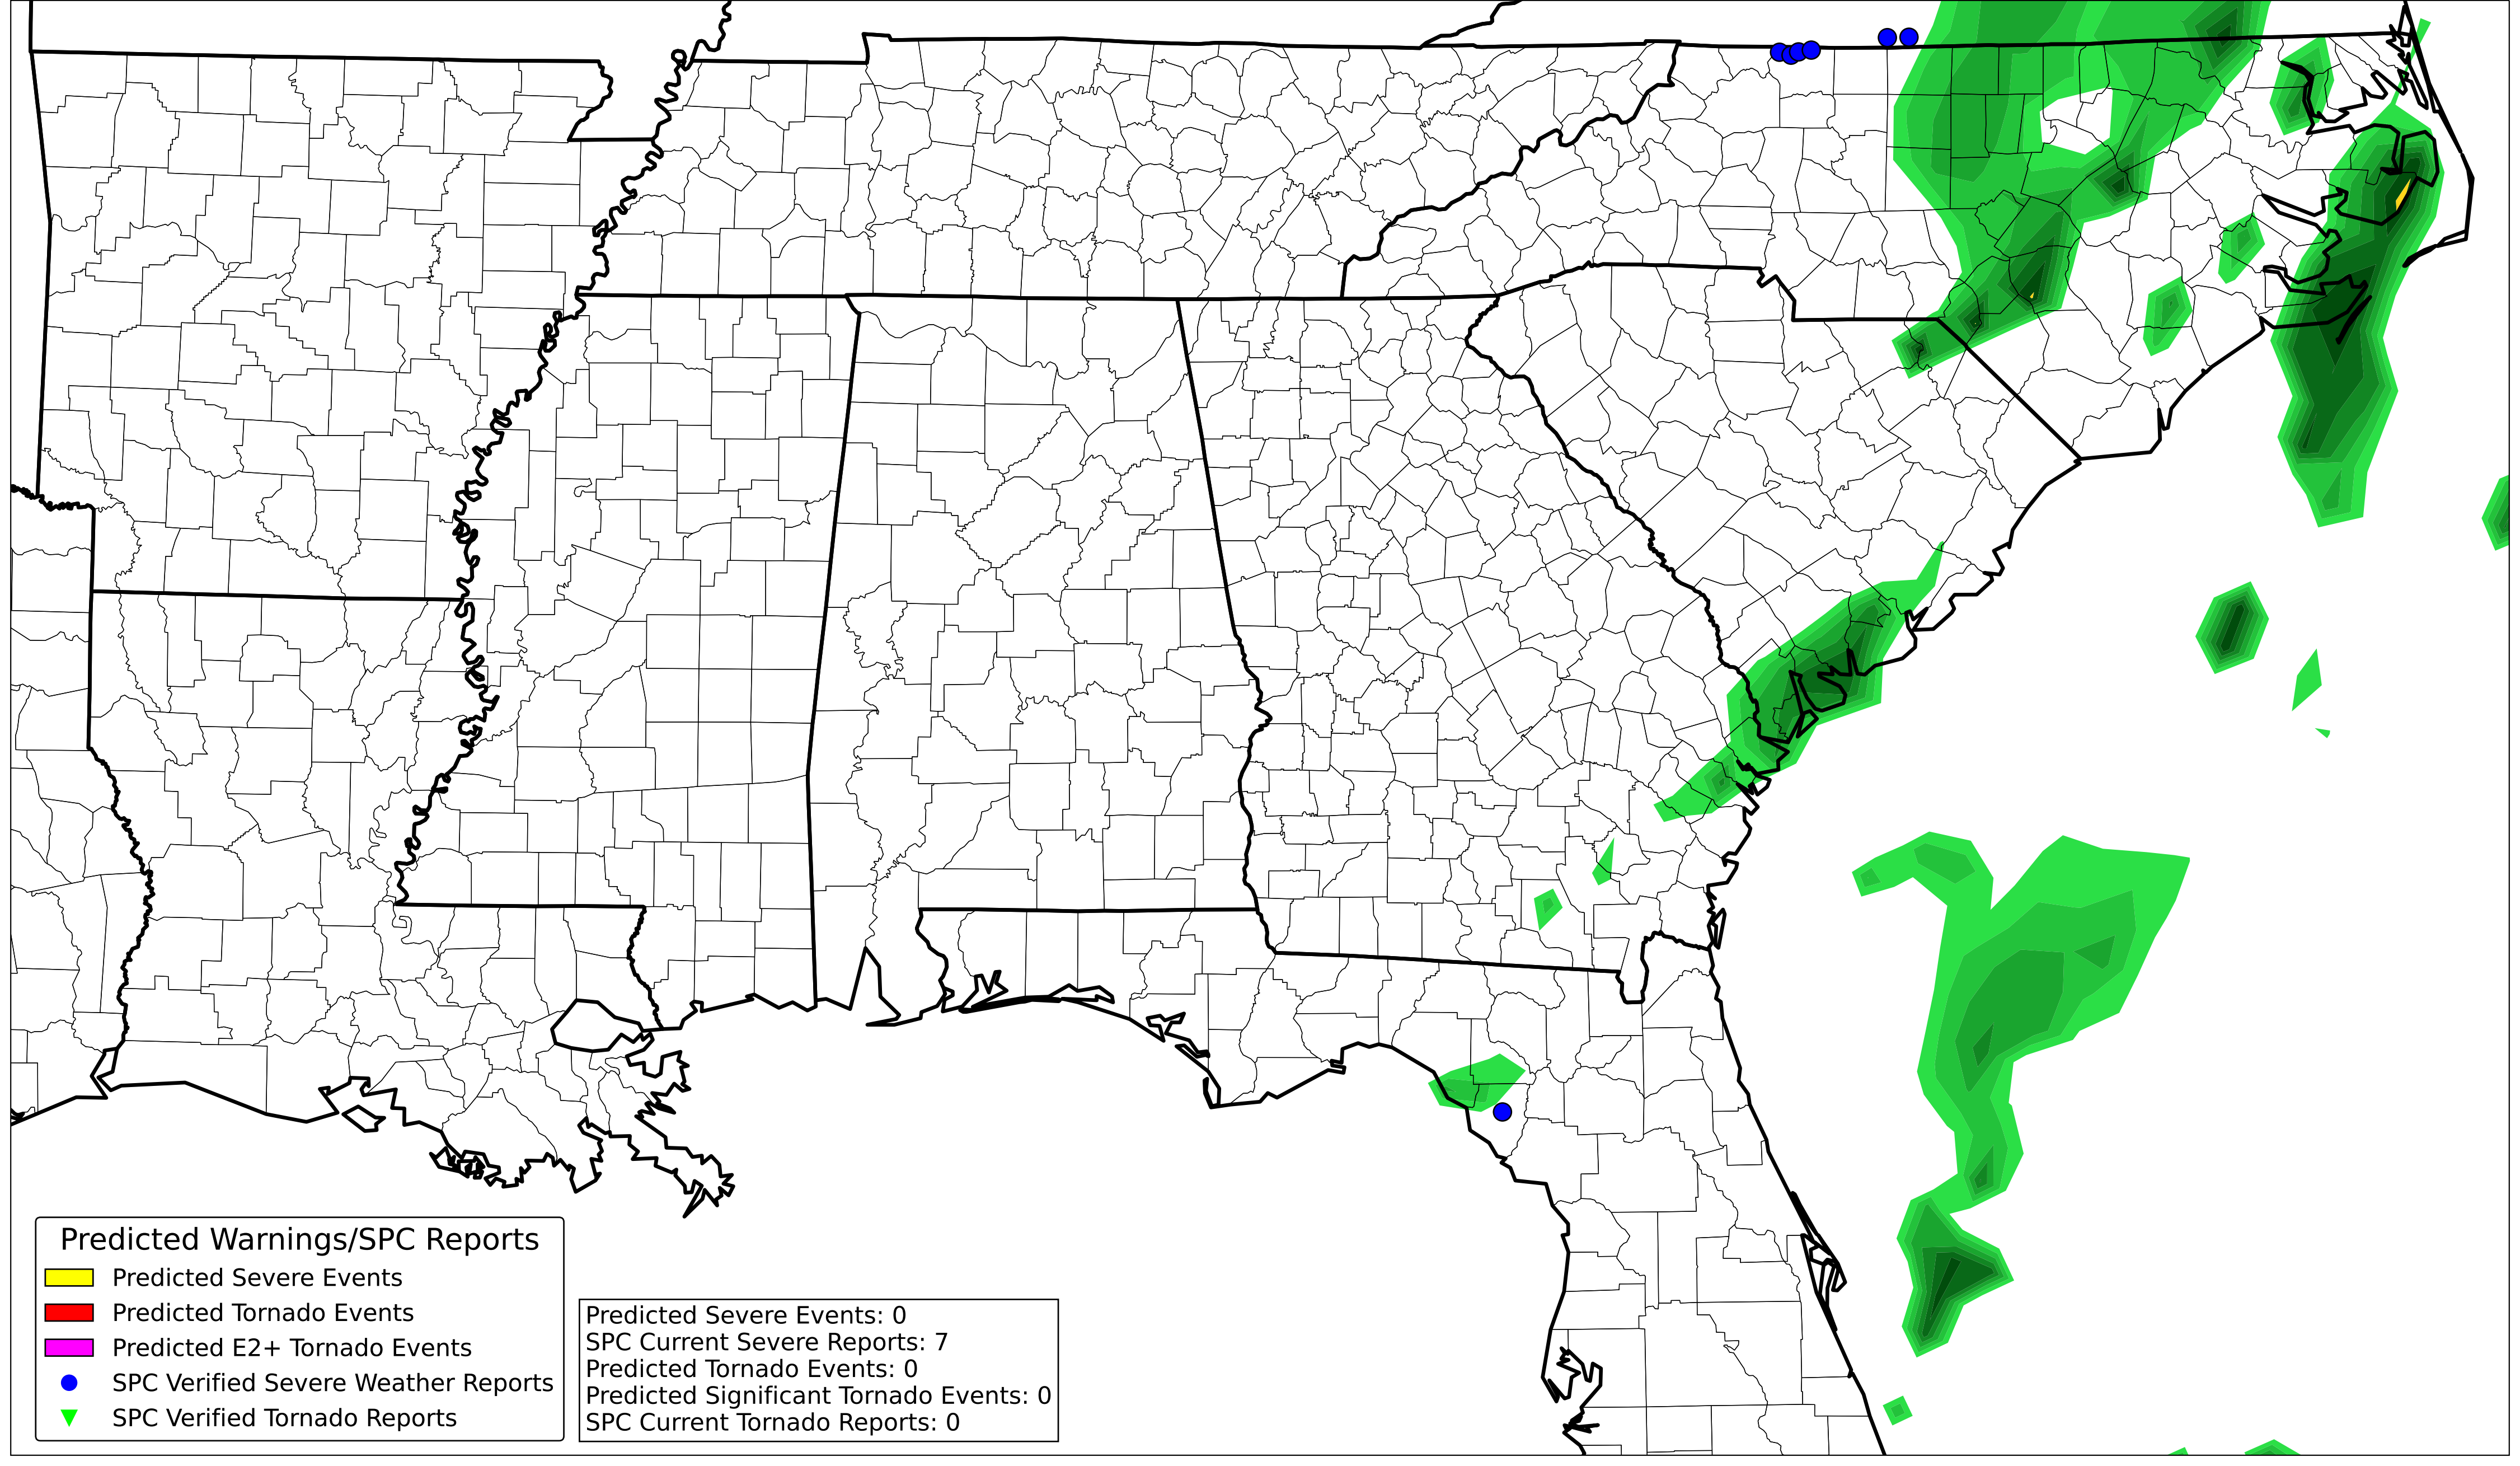 Predicted Warnings/SPC Reports
Predicted Severe Events
Predicted Tornado Events
Predicted E2+ Tornado Events
SPC Verified Severe Weather Reports
SPC Verified Tornado Reports
Predicted Severe Events: 0
SPC Current Severe Reports: 7
Predicted Tornado Events: 0
Predicted Significant Tornado Events: 0
SPC Current Tornado Reports: 0